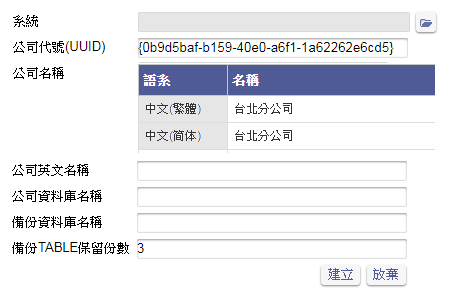 系統
公司代號(UUID) {0b9d5baf-b159-40e0-a6f1-1a62262e6cd5}
公司名稱
語系 名稱
中文(繁體) 台北分公司
中文(简体) 台北分公司
公司英文名稱
公司資料庫名稱
備份資料庫名稱
備份TABLE保留份數 3
建立 放棄